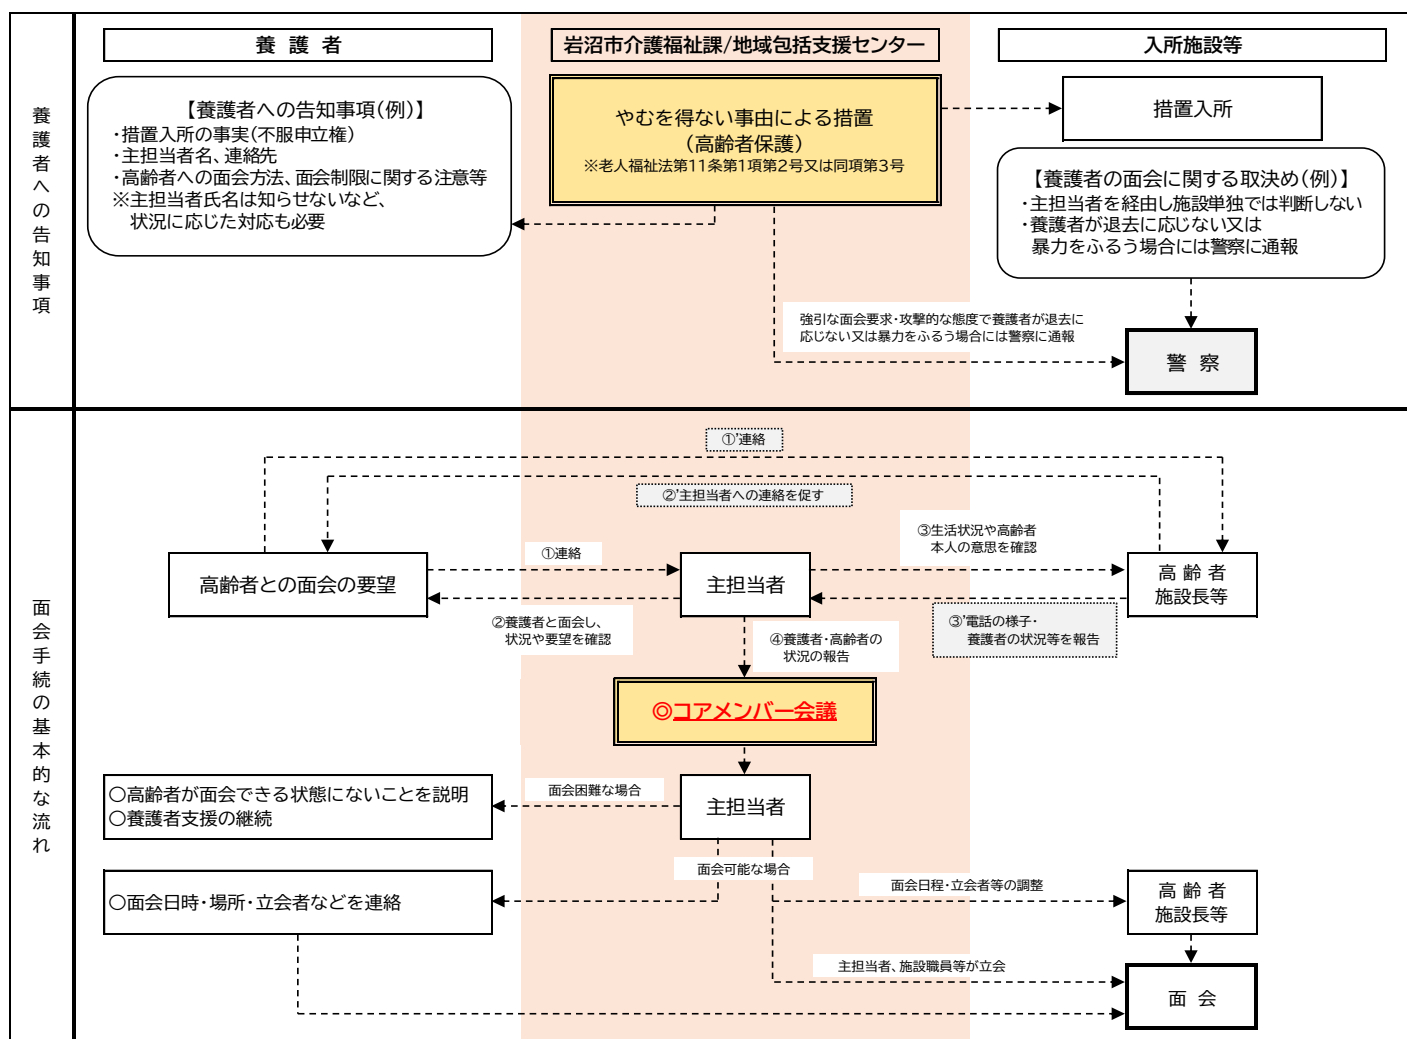 養護者
岩沼市介護福祉課/地域包括支援センター
入所施設等
養護者への告知事項
【養護者への告知事項(例)】
・措置入所の事実(不服申立権)
・主担当者名、連絡先
・高齢者への面会方法、面会制限に関する注意等
※主担当者氏名は知らせないなど、
状況に応じた対応も必要
やむを得ない事由による措置
(高齢者保護)
※老人福祉法第11条第1項第2号又は同項第3号
措置入所
【養護者の面会に関する取決め(例)】
・主担当者を経由し施設単独では判断しない
・養護者が退去に応じない又は
暴力をふるう場合には警察に通報
強引な面会要求・攻撃的な態度で養護者が退去に
応じない又は暴力をふるう場合には警察に通報
警察
面会手続の基本的な流れ
①'連絡
②'主担当者への連絡を促す
③生活状況や高齢者
本人の意思を確認
①連絡
高齢者との面会の要望
主担当者
高齢者
施設長等
②養護者と面会し、
状況や要望を確認
③'電話の様子・
養護者の状況等を報告
④養護者・高齢者の
状況の報告
◎コアメンバー会議
面会困難な場合
〇高齢者が面会できる状態にないことを説明
〇養護者支援の継続
主担当者
面会可能な場合
〇面会日時・場所・立会者などを連絡
面会日程・立会者等の調整
高齢者
施設長等
主担当者、施設職員等が立会
面会